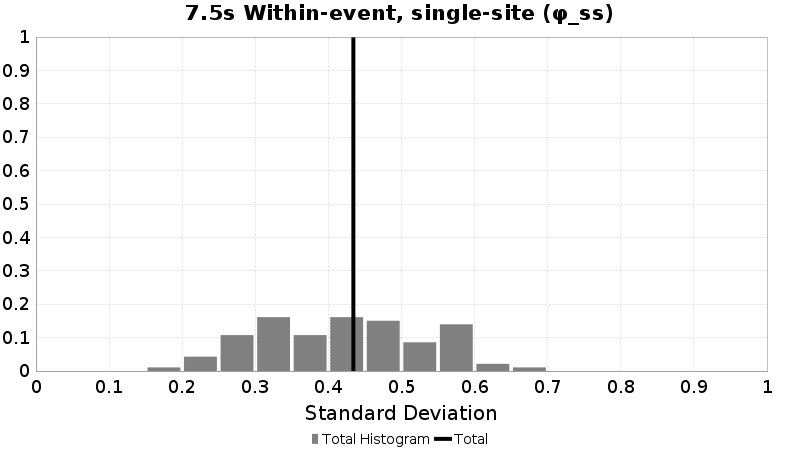 7.5s Within-event, single-site (φ_ss)
1
0.9
0.8
0.7
0.6
0.5
0.4
0.3
0.2
0.1
0
0 0.1 0.2 0.3 0.4 0.5 0.6 0.7 0.8 0.9 1
Standard Deviation
Total Histogram Total